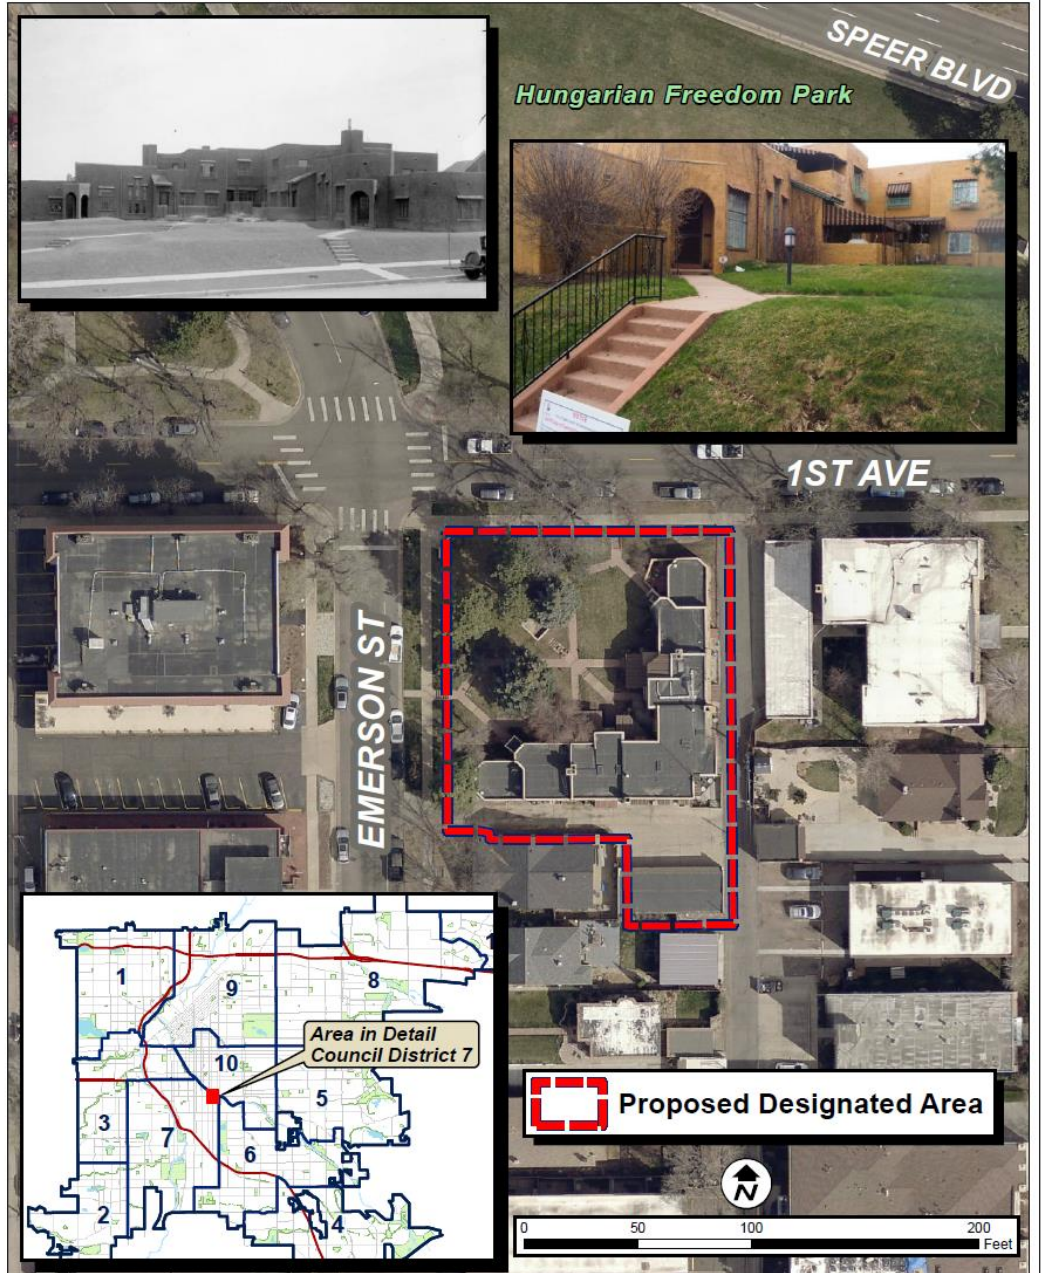 SPEER BLVD
Hungarian Freedom Park
1ST AVE
EMERSON ST
1
9
8
Area in Detail
Council District 7
10
5
3
7
6
2
4
Proposed Designated Area
N
0 50 100 200
Feet